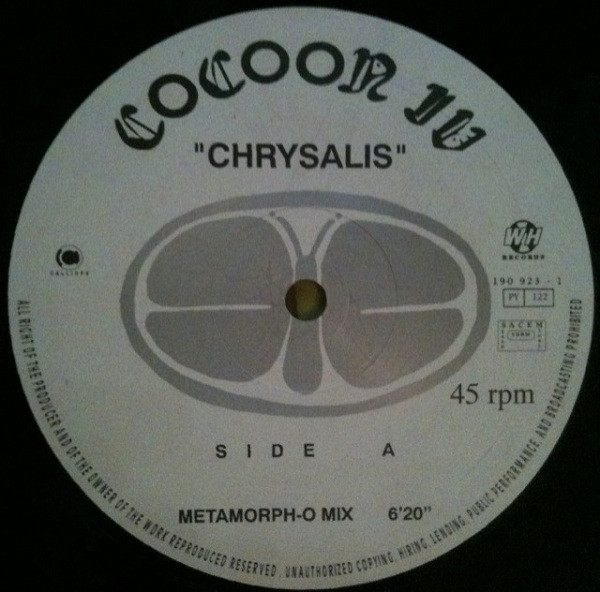 COCOON IV
"CHRYSALIS"
CALLIOPE
WH
RECORDS
190 923 - 1
PY 122
SACEM
45 rpm
SIDE A
METAMORPH-O MIX 6'20"
ALL RIGHT OF THE PRODUCER AND OF THE OWNER OF THE WORK REPRODUCED RESERVED . UNAUTHORIZED COPYING, HIRING, LENDING, PUBLIC PERFORMANCE, AND BROADCASTING PROHIBITED